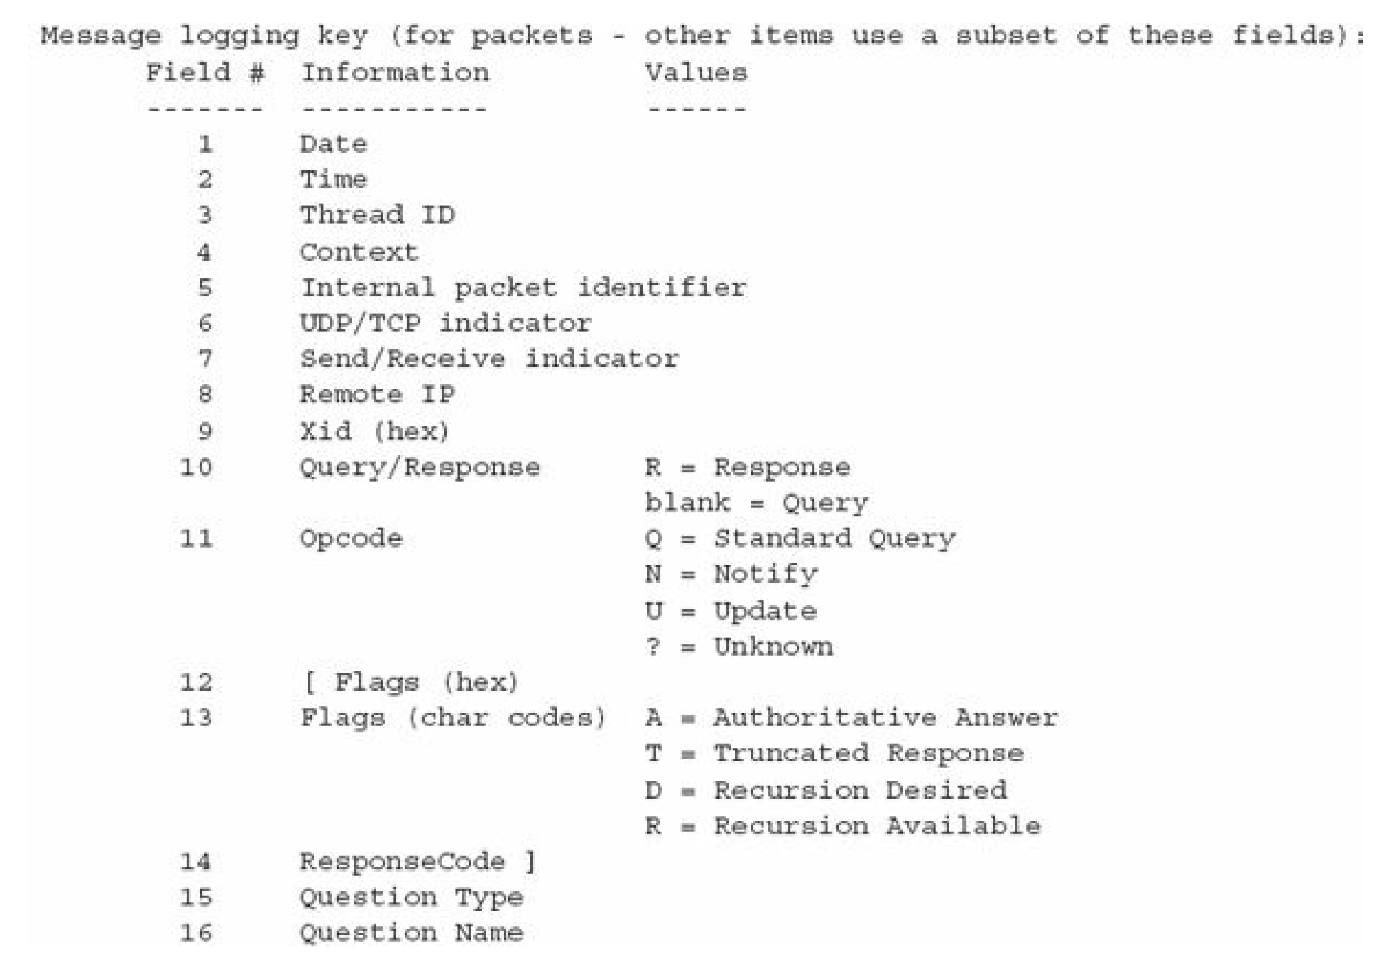 Message logging key (for packets - other items use a subset of these fields):
Field # Information Values
------- ----------- ------
1 Date
2 Time
3 Thread ID
4 Context
5 Internal packet identifier
6 UDP/TCP indicator
7 Send/Receive indicator
8 Remote IP
9 Xid (hex)
10 Query/Response R = Response
blank = Query
11 Opcode Q = Standard Query
N = Notify
U = Update
? = Unknown
12 [ Flags (hex)
13 Flags (char codes) A = Authoritative Answer
T = Truncated Response
D = Recursion Desired
R = Recursion Available
14 ResponseCode ]
15 Question Type
16 Question Name